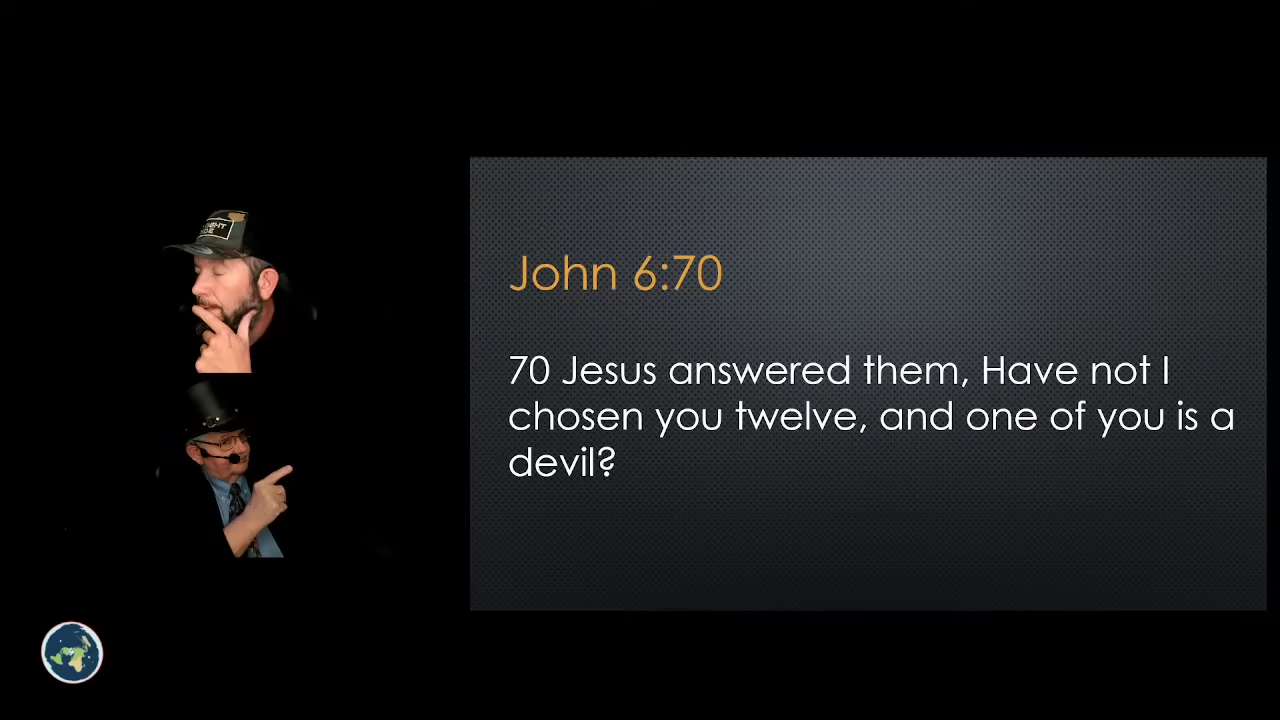 John 6:70
70 Jesus answered them, Have not I
chosen you twelve, and one of you is a
devil?